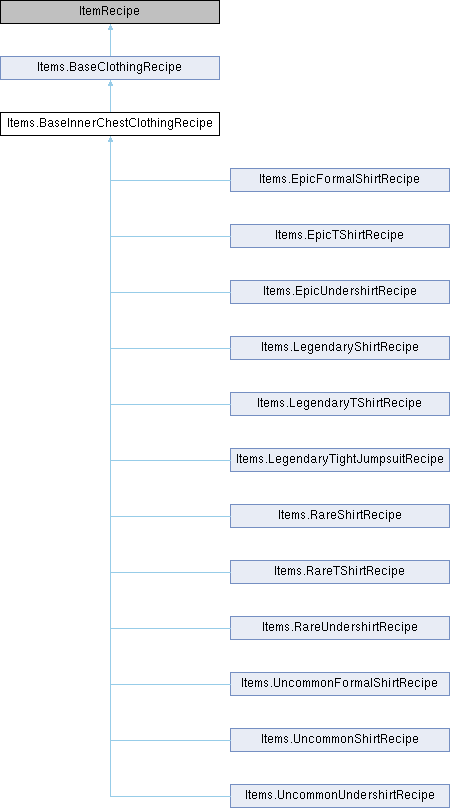 ItemRecipe
Items.BaseClothingRecipe
Items.BaseInnerChestClothingRecipe
Items.EpicFormalShirtRecipe
Items.EpicTShirtRecipe
Items.EpicUndershirtRecipe
Items.LegendaryShirtRecipe
Items.LegendaryTShirtRecipe
Items.LegendaryTightJumpsuitRecipe
Items.RareShirtRecipe
Items.RareTShirtRecipe
Items.RareUndershirtRecipe
Items.UncommonFormalShirtRecipe
Items.UncommonShirtRecipe
Items.UncommonUndershirtRecipe